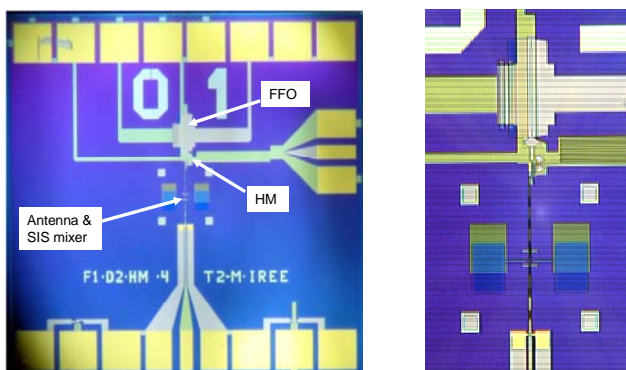 0 1
FFO
HM
Antenna &
SIS mixer
F1·D2·HM ·4 T2·M·IREE